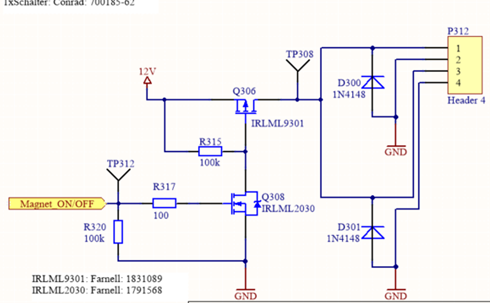 TxSchalter: Conrad: 700185-62
P312
TP308
12V
1
2
3
4
Q306
D300
1N4148
IRLML9301
Header 4
R315
100k
GND
TP312
R317
Q308
Magnet_ON/OFF
IRLML2030
100
D301
1N4148
R320
100k
IRLML9301: Farnell: 1831089
IRLML2030: Farnell: 1791568
GND
GND